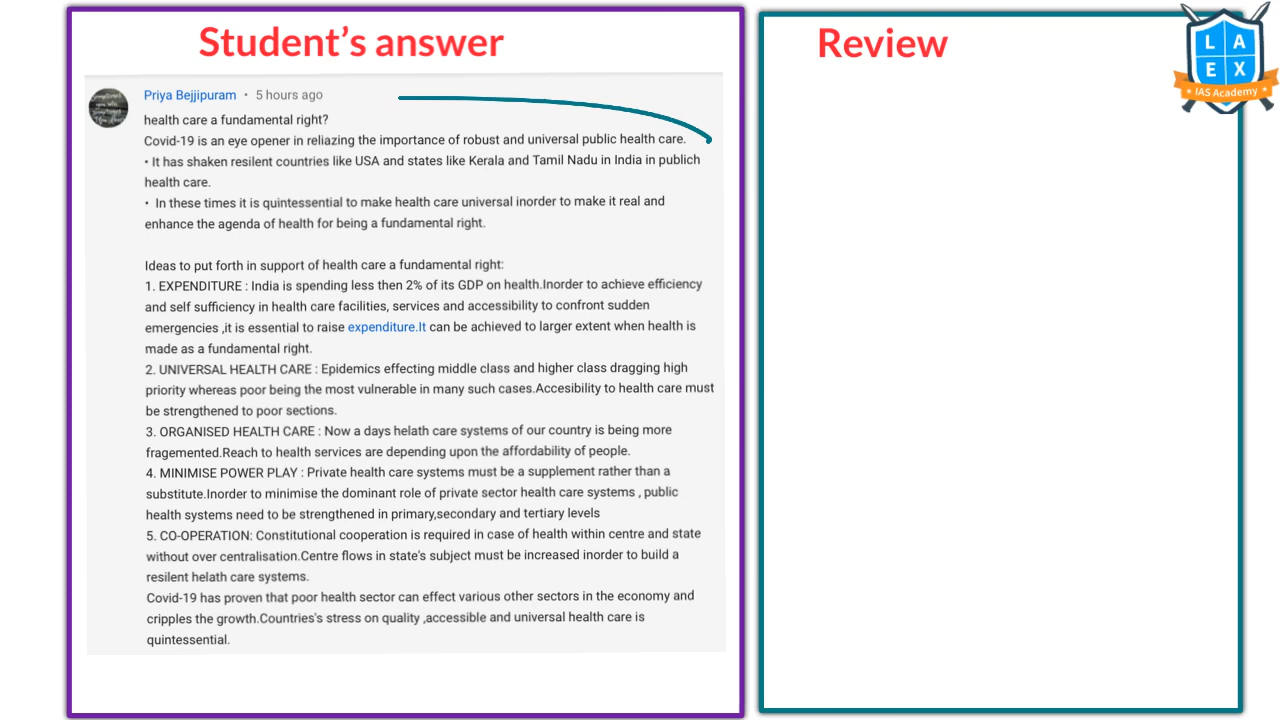 Student's answer
Priya Bejjipuram • 5 hours ago
health care a fundamental right?
Covid-19 is an eye opener in reliazing the importance of robust and universal public health care.
• It has shaken resilent countries like USA and states like Kerala and Tamil Nadu in India in publich
health care.
• In these times it is quintessential to make health care universal inorder to make it real and
enhance the agenda of health for being a fundamental right.
Ideas to put forth in support of health care a fundamental right:
1. EXPENDITURE : India is spending less then 2% of its GDP on health.Inorder to achieve efficiency
and self sufficiency in health care facilities, services and accessibility to confront sudden
emergencies ,it is essential to raise expenditure.It can be achieved to larger extent when health is
made as a fundamental right.
2. UNIVERSAL HEALTH CARE : Epidemics effecting middle class and higher class dragging high
priority whereas poor being the most vulnerable in many such cases.Accesibility to health care must
be strengthened to poor sections.
3. ORGANISED HEALTH CARE : Now a days helath care systems of our country is being more
fragemented.Reach to health services are depending upon the affordability of people.
4. MINIMISE POWER PLAY : Private health care systems must be a supplement rather than a
substitute.Inorder to minimise the dominant role of private sector health care systems , public
health systems need to be strengthened in primary,secondary and tertiary levels
5. CO-OPERATION: Constitutional cooperation is required in case of health within centre and state
without over centralisation.Centre flows in state's subject must be increased inorder to build a
resilent helath care systems.
Covid-19 has proven that poor health sector can effect various other sectors in the economy and
cripples the growth.Countries's stress on quality ,accessible and universal health care is
quintessential.
Review
L A
E X
IAS Academy